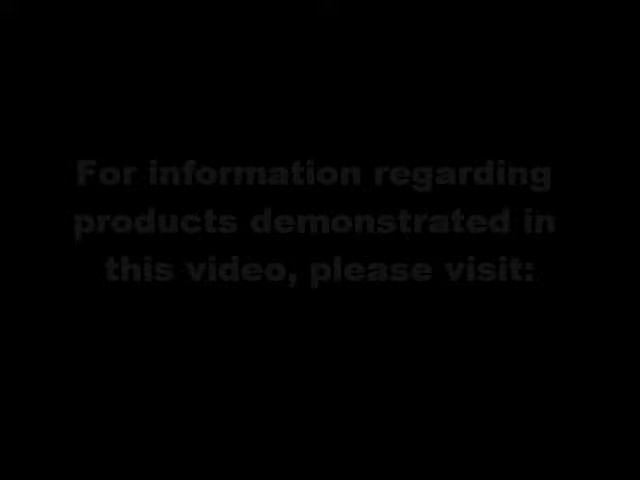 For information regarding
products demonstrated in
this video, please visit: